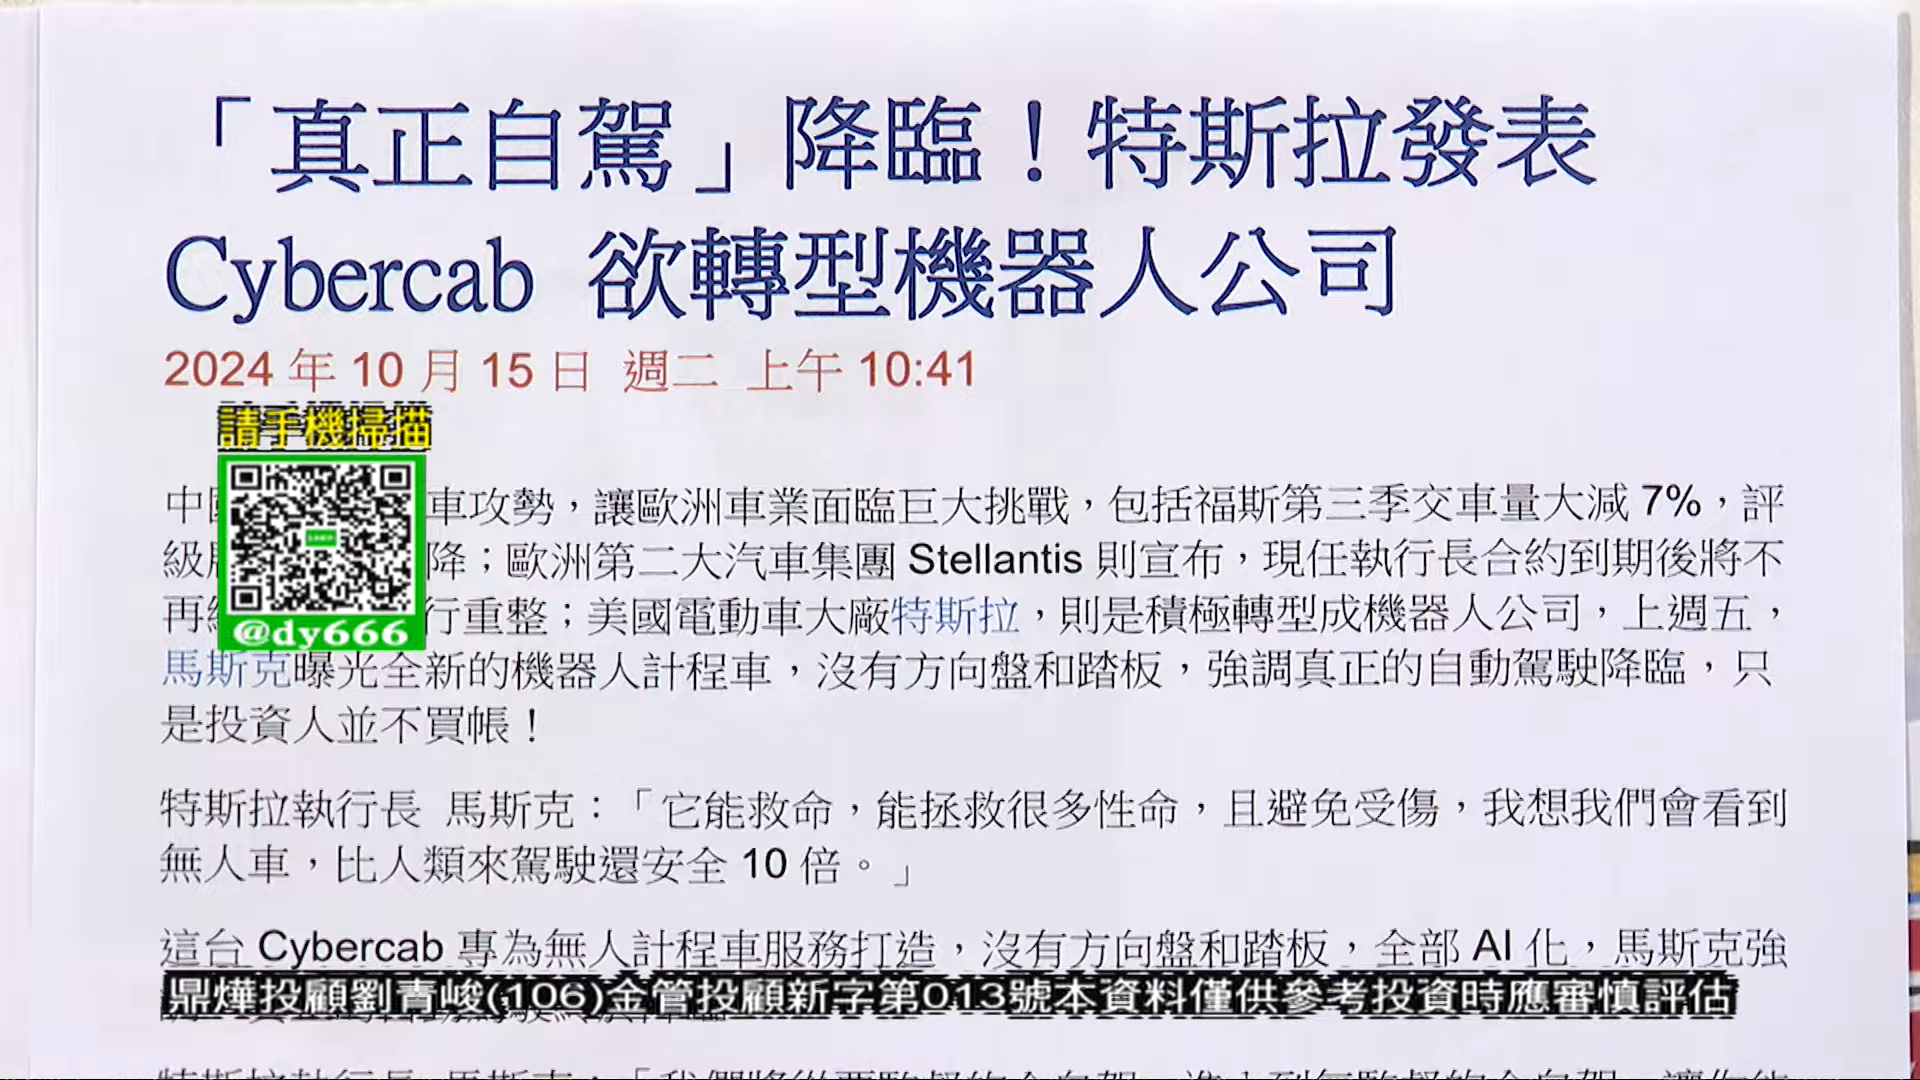 「真正自駕」降臨！特斯拉發表
Cybercab 欲轉型機器人公司
2024 年 10 月 15 日 週二 上午 10:41
請手機掃描
@dy666
中 車攻勢，讓歐洲車業面臨巨大挑戰，包括福斯第三季交車量大減 7%，評
級 降；歐洲第二大汽車集團 Stellantis 則宣布，現任執行長合約到期後將不
再 行重整；美國電動車大廠特斯拉，則是積極轉型成機器人公司，上週五，
馬斯克曝光全新的機器人計程車，沒有方向盤和踏板，強調真正的自動駕駛降臨，只
是投資人並不買帳！
特斯拉執行長 馬斯克：「它能救命，能拯救很多性命，且避免受傷，我想我們會看到
無人車，比人類來駕駛還安全 10 倍。」
這台 Cybercab 專為無人計程車服務打造，沒有方向盤和踏板，全部 AI 化，馬斯克強
鼎燁投顧劉青峻(106)金管投顧新字第013號本資料僅供參考投資時應審慎評估